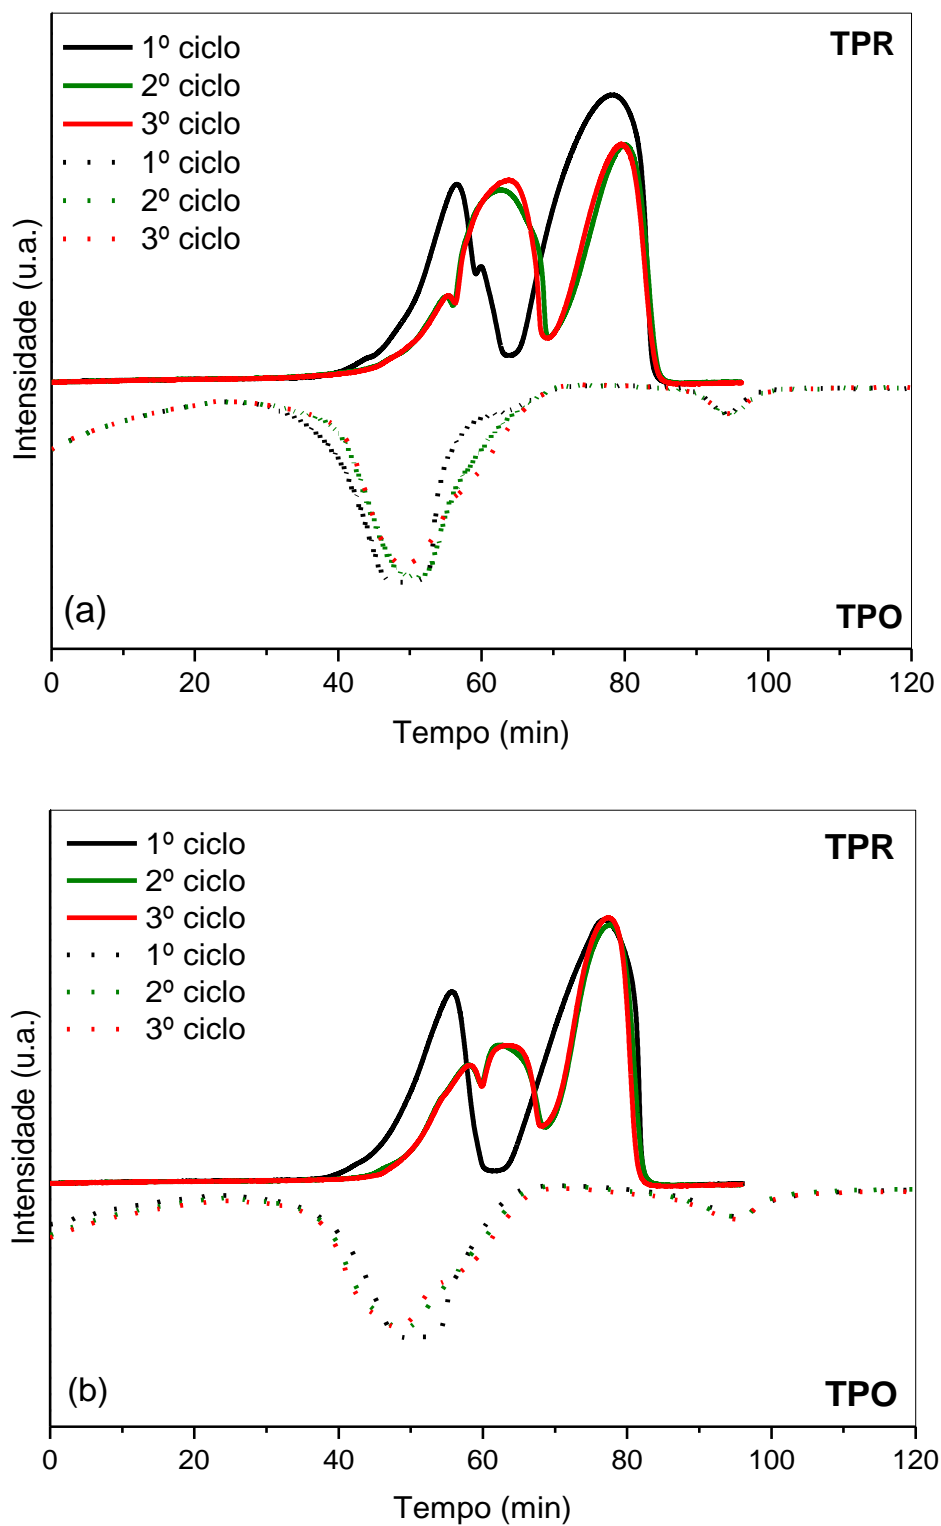 TPR
1º ciclo
2º ciclo
3º ciclo
1º ciclo
2º ciclo
3º ciclo
Intensidade (u.a.)
(a)
TPO
0 20 40 60 80 100 120
Tempo (min)
TPR
1º ciclo
2º ciclo
3º ciclo
1º ciclo
2º ciclo
3º ciclo
Intensidade (u.a.)
(b)
TPO
0 20 40 60 80 100 120
Tempo (min)